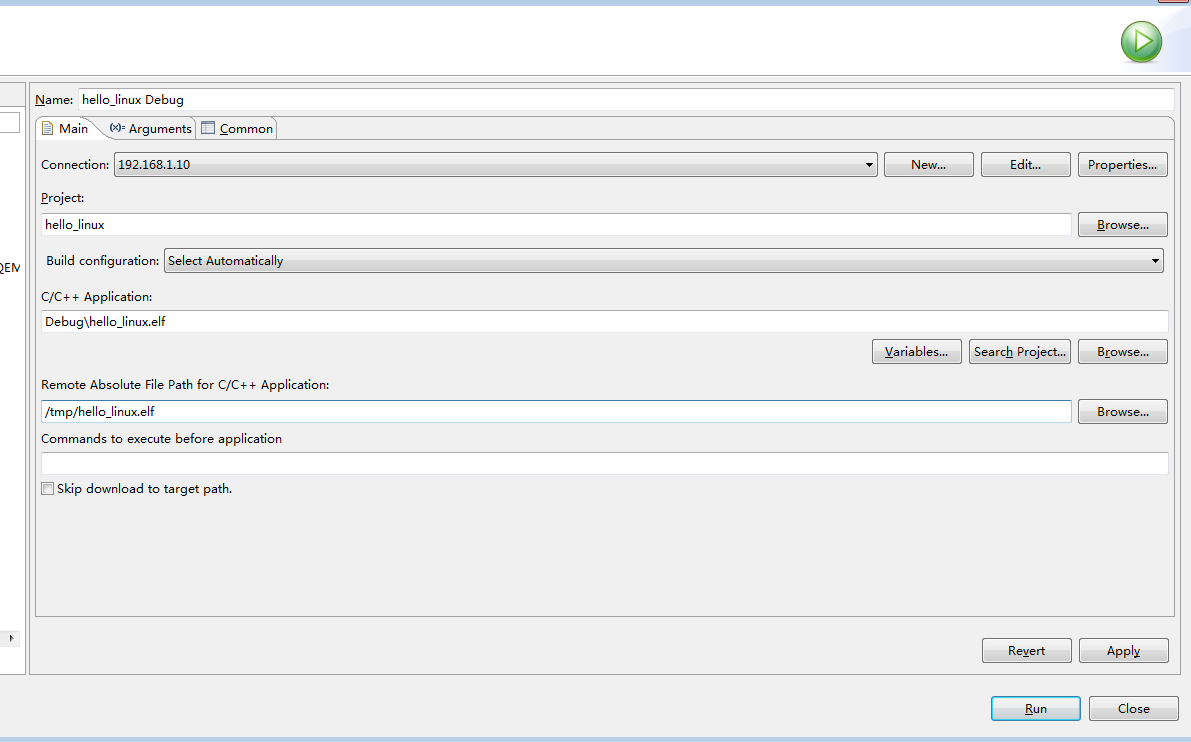 Name: hello_linux Debug
Main (x)= Arguments Common
Connection: 192.168.1.10 New... Edit... Properties...
Project:
hello_linux Browse...
Build configuration: Select Automatically
QEM
C/C++ Application:
Debug\hello_linux.elf
Variables... Search Project... Browse...
Remote Absolute File Path for C/C++ Application:
/tmp/hello_linux.elf Browse...
Commands to execute before application
Skip download to target path.
Revert Apply
Run Close